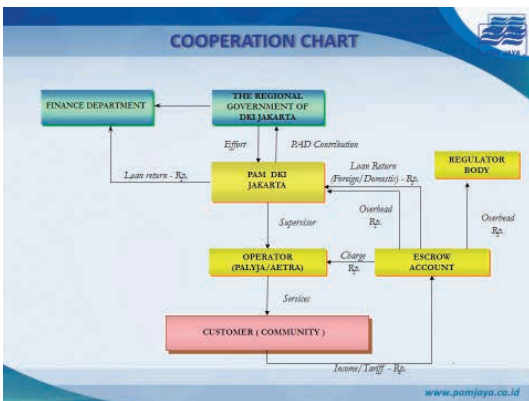 COOPERATION CHART
PAM JAYA
FINANCE DEPARTMENT
THE REGIONAL
GOVERNMENT OF
DKI JAKARTA
Effort
PAD Contribution
Loan return - Rp.
PAM DKI
JAKARTA
Loan Return
(Foreign/Domestic) - Rp.
REGULATOR
BODY
Overhead
Rp.
Overhead
Rp.
Supervisor
OPERATOR
(PALYJA/AETRA)
Charge
Rp.
ESCROW
ACCOUNT
Services
CUSTOMER ( COMMUNITY )
Income/Tariff - Rp.
www.pamjaya.co.id